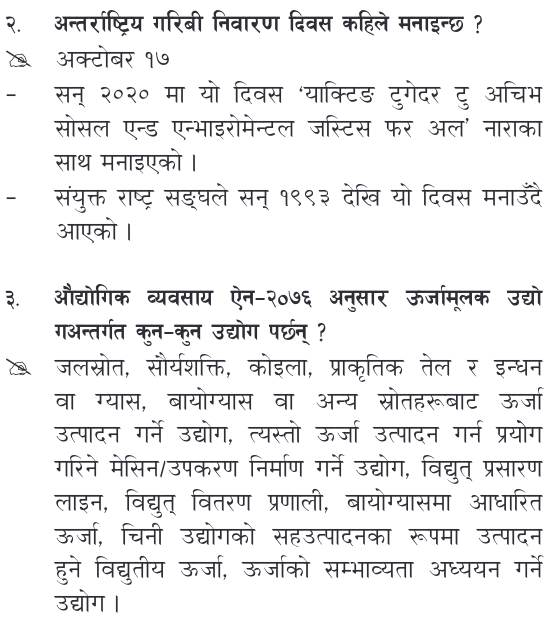 २. अन्तर्राष्ट्रिय गरिबी निवारण दिवस कहिले मनाइन्छ ?
अक्टोबर १७
- सन् २०२० मा यो दिवस ‘याक्टिङ टुगेदर टु अचिभ
सोसल एन्ड एन्भाइरोमेन्टल जस्टिस फर अल’ नाराका
साथ मनाइएको ।
- संयुक्त राष्ट्र सङ्घले सन् १९९३ देखि यो दिवस मनाउँदै
आएको ।
३. औद्योगिक व्यवसाय ऐन-२०७६ अनुसार ऊर्जामूलक उद्यो
गअन्तर्गत कुन-कुन उद्योग पर्छन् ?
जलस्रोत, सौर्यशक्ति, कोइला, प्राकृतिक तेल र इन्धन
वा ग्यास, बायोग्यास वा अन्य स्रोतहरूबाट ऊर्जा
उत्पादन गर्ने उद्योग, त्यस्तो ऊर्जा उत्पादन गर्न प्रयोग
गरिने मेसिन/उपकरण निर्माण गर्ने उद्योग, विद्युत् प्रसारण
लाइन, विद्युत् वितरण प्रणाली, बायोग्यासमा आधारित
ऊर्जा, चिनी उद्योगको सहउत्पादनका रूपमा उत्पादन
हुने विद्युतीय ऊर्जा, ऊर्जाको सम्भाव्यता अध्ययन गर्ने
उद्योग ।